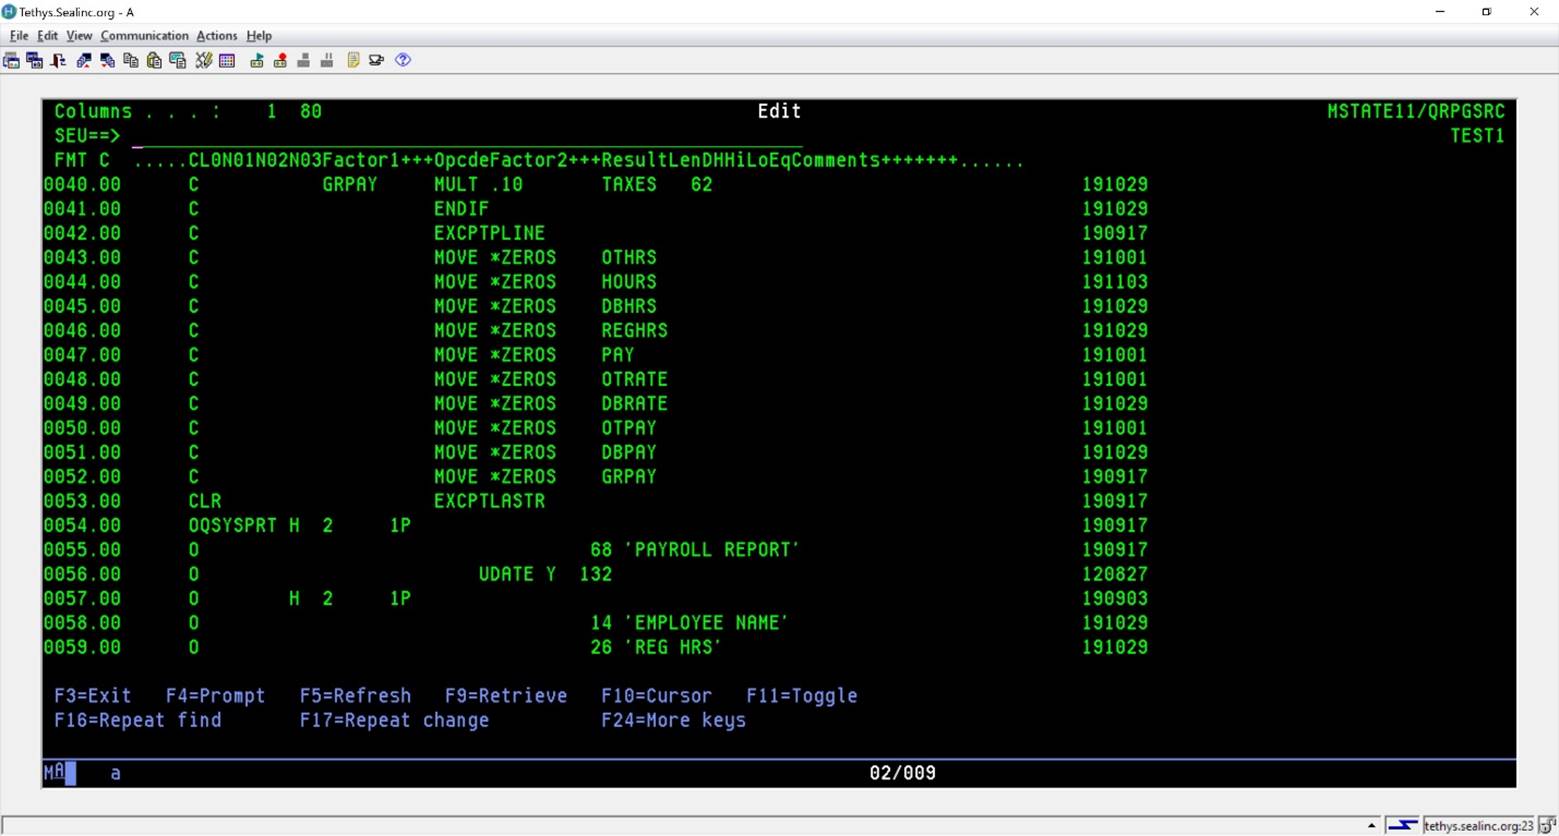 Tethys.Sealinc.org - A
File Edit View Communication Actions Help
Columns . . . :    1  80                                       Edit                                               MSTATE11/QRPGSRC
SEU==>                                                                                                                       TEST1
FMT C  .....CL0N01N02N03Factor1+++OpcdeFactor2+++ResultLenDHHiLoEqComments+++++++......
0040.00      C           GRPAY     MULT .10       TAXES   62                                 191029
0041.00      C                     ENDIF                                                     191029
0042.00      C                     EXCPTPLINE                                                190917
0043.00      C                     MOVE *ZEROS    OTHRS                                      191001
0044.00      C                     MOVE *ZEROS    HOURS                                      191103
0045.00      C                     MOVE *ZEROS    DBHRS                                      191029
0046.00      C                     MOVE *ZEROS    REGHRS                                     191029
0047.00      C                     MOVE *ZEROS    PAY                                        191001
0048.00      C                     MOVE *ZEROS    OTRATE                                     191001
0049.00      C                     MOVE *ZEROS    DBRATE                                     191029
0050.00      C                     MOVE *ZEROS    OTPAY                                      191001
0051.00      C                     MOVE *ZEROS    DBPAY                                      191029
0052.00      C                     MOVE *ZEROS    GRPAY                                      190917
0053.00      CLR                   EXCPTLASTR                                                190917
0054.00      OQSYSPRT H  2     1P                                                            190917
0055.00      O                                   68 'PAYROLL REPORT'                         190917
0056.00      O                         UDATE Y  132                                          120827
0057.00      O        H  2     1P                                                            190903
0058.00      O                                   14 'EMPLOYEE NAME'                          191029
0059.00      O                                   26 'REG HRS'                                191029
F3=Exit   F4=Prompt   F5=Refresh   F9=Retrieve   F10=Cursor   F11=Toggle
F16=Repeat find       F17=Repeat change          F24=More keys
MA    a                                                                   02/009
tethys.sealinc.org:23